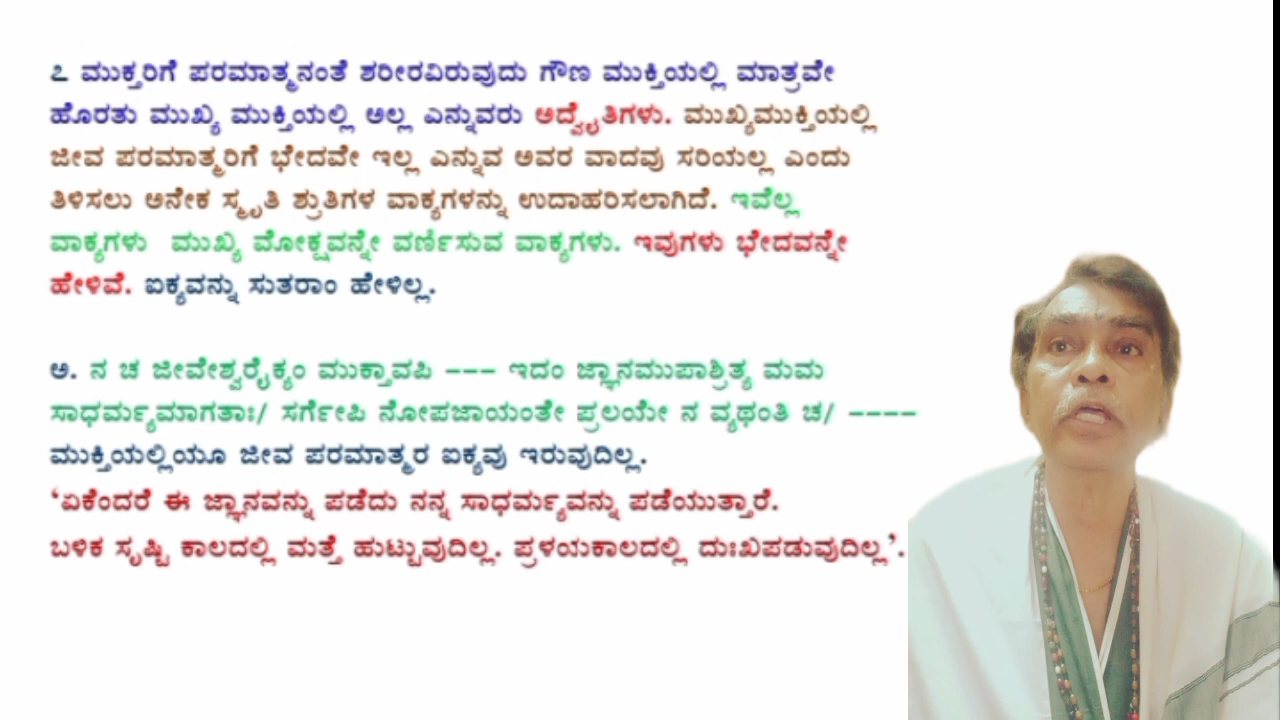 ೭ ಮುಕ್ತರಿಗೆ ಪರಮಾತ್ಮನಂತೆ ಶರೀರವಿರುವುದು ಗೌಣ ಮುಕ್ತಿಯಲ್ಲಿ ಮಾತ್ರವೇ
ಹೊರತು ಮುಖ್ಯ ಮುಕ್ತಿಯಲ್ಲಿ ಅಲ್ಲ ಎನ್ನುವರು ಅದ್ವೈತಿಗಳು. ಮುಖ್ಯಮುಕ್ತಿಯಲ್ಲಿ
ಜೀವ ಪರಮಾತ್ಮರಿಗೆ ಭೇದವೇ ಇಲ್ಲ ಎನ್ನುವ ಅವರ ವಾದವು ಸರಿಯಲ್ಲ ಎಂದು
ತಿಳಿಸಲು ಅನೇಕ ಸ್ಮೃತಿ ಶ್ರುತಿಗಳ ವಾಕ್ಯಗಳನ್ನು ಉದಾಹರಿಸಲಾಗಿದೆ. ಇವೆಲ್ಲ
ವಾಕ್ಯಗಳು ಮುಖ್ಯ ಮೋಕ್ಷವನ್ನೇ ವರ್ಣಿಸುವ ವಾಕ್ಯಗಳು. ಇವುಗಳು ಭೇದವನ್ನೇ
ಹೇಳಿವೆ. ಐಕ್ಯವನ್ನು ಸುತರಾಂ ಹೇಳಿಲ್ಲ.
ಅ. ನ ಚ ಜೀವೇಶ್ವರೈಕ್ಯಂ ಮುಕ್ತಾವಪಿ --- ಇದಂ ಜ್ಞಾನಮುಪಾಶ್ರಿತ್ಯ ಮಮ
ಸಾಧರ್ಮ್ಯಮಾಗತಾಃ/ ಸರ್ಗೇಪಿ ನೋಪಜಾಯಂತೇ ಪ್ರಲಯೇ ನ ವ್ಯಥಂತಿ ಚ/ ----
ಮುಕ್ತಿಯಲ್ಲಿಯೂ ಜೀವ ಪರಮಾತ್ಮರ ಐಕ್ಯವು ಇರುವುದಿಲ್ಲ.
‘ಏಕೆಂದರೆ ಈ ಜ್ಞಾನವನ್ನು ಪಡೆದು ನನ್ನ ಸಾಧರ್ಮ್ಯವನ್ನು ಪಡೆಯುತ್ತಾರೆ.
ಬಳಿಕ ಸೃಷ್ಟಿ ಕಾಲದಲ್ಲಿ ಮತ್ತೆ ಹುಟ್ಟುವುದಿಲ್ಲ. ಪ್ರಳಯಕಾಲದಲ್ಲಿ ದುಃಖಪಡುವುದಿಲ್ಲ’.